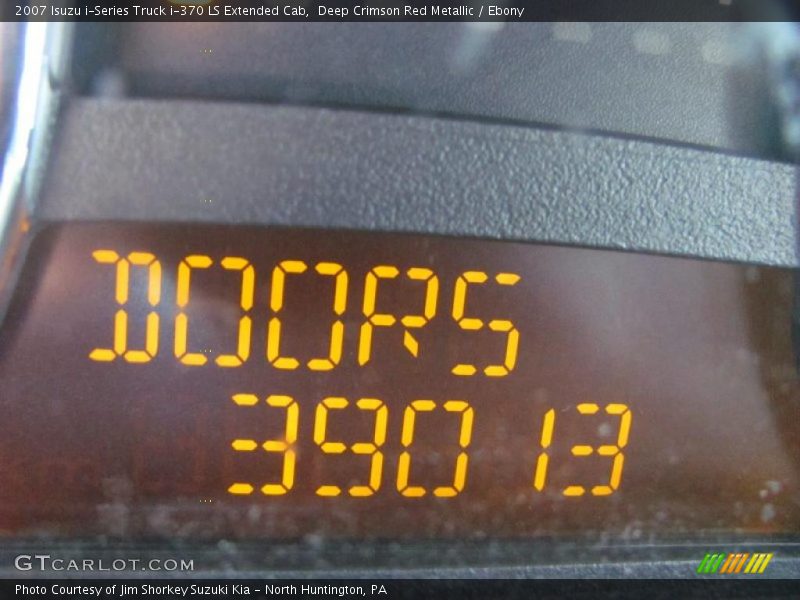 2007 Isuzu i-Series Truck i-370 LS Extended Cab,  Deep Crimson Red Metallic / Ebony
DOORS
39013
GTCARLOT.COM
Photo Courtesy of Jim Shorkey Suzuki Kia - North Huntington, PA